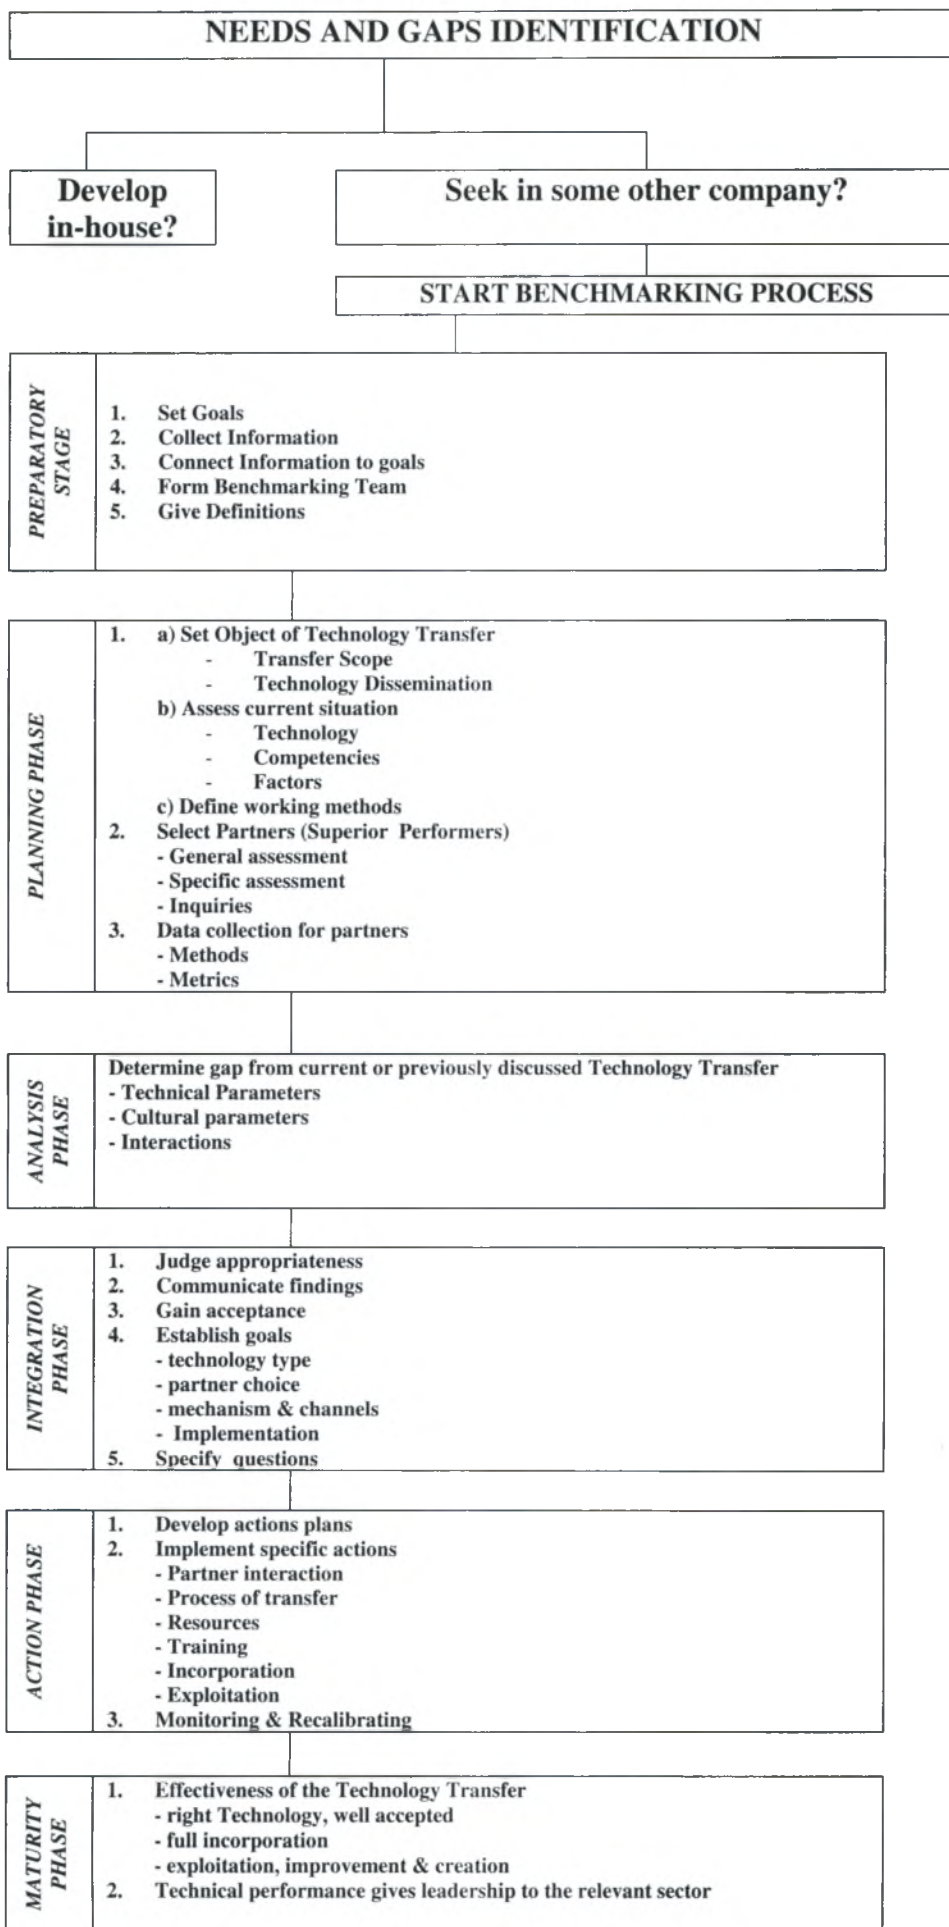 NEEDS AND GAPS IDENTIFICATION
Develop
in-house?
Seek in some other company?
START BENCHMARKING PROCESS
PREPARATORY
STAGE
1. Set Goals
2. Collect Information
3. Connect Information to goals
4. Form Benchmarking Team
5. Give Definitions
PLANNING PHASE
1. a) Set Object of Technology Transfer
- Transfer Scope
- Technology Dissemination
b) Assess current situation
- Technology
- Competencies
- Factors
c) Define working methods
2. Select Partners (Superior Performers)
- General assessment
- Specific assessment
- Inquiries
3. Data collection for partners
- Methods
- Metrics
ANALYSIS
PHASE
Determine gap from current or previously discussed Technology Transfer
- Technical Parameters
- Cultural parameters
- Interactions
INTEGRATION
PHASE
1. Judge appropriateness
2. Communicate findings
3. Gain acceptance
4. Establish goals
- technology type
- partner choice
- mechanism & channels
- Implementation
5. Specify questions
ACTION PHASE
1. Develop actions plans
2. Implement specific actions
- Partner interaction
- Process of transfer
- Resources
- Training
- Incorporation
- Exploitation
3. Monitoring & Recalibrating
MATURITY
PHASE
1. Effectiveness of the Technology Transfer
- right Technology, well accepted
- full incorporation
- exploitation, improvement & creation
2. Technical performance gives leadership to the relevant sector